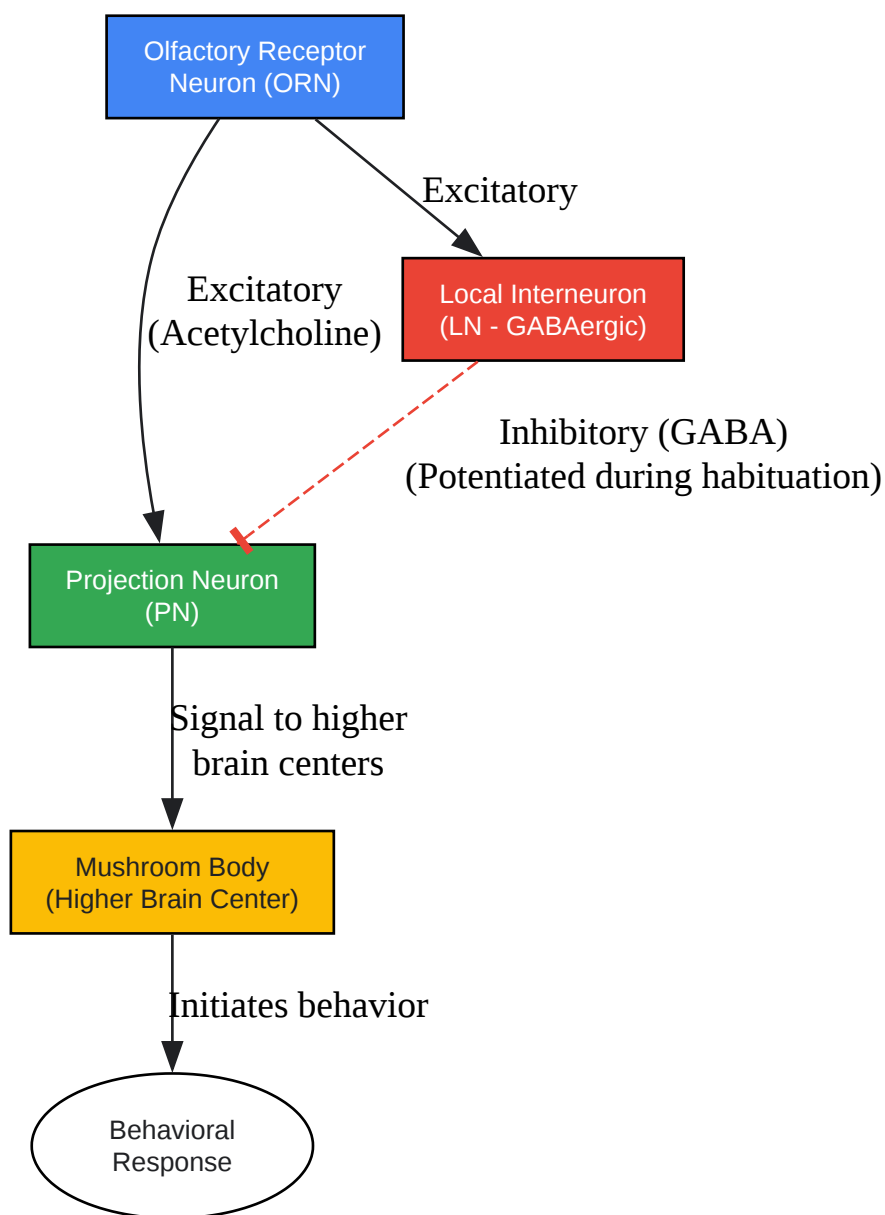 Olfactory Receptor
Neuron (ORN)
Excitatory
Excitatory
(Acetylcholine)
Local Interneuron
(LN - GABAergic)
Inhibitory (GABA)
(Potentiated during habituation)
Projection Neuron
(PN)
Signal to higher
brain centers
Mushroom Body
(Higher Brain Center)
Initiates behavior
Behavioral
Response